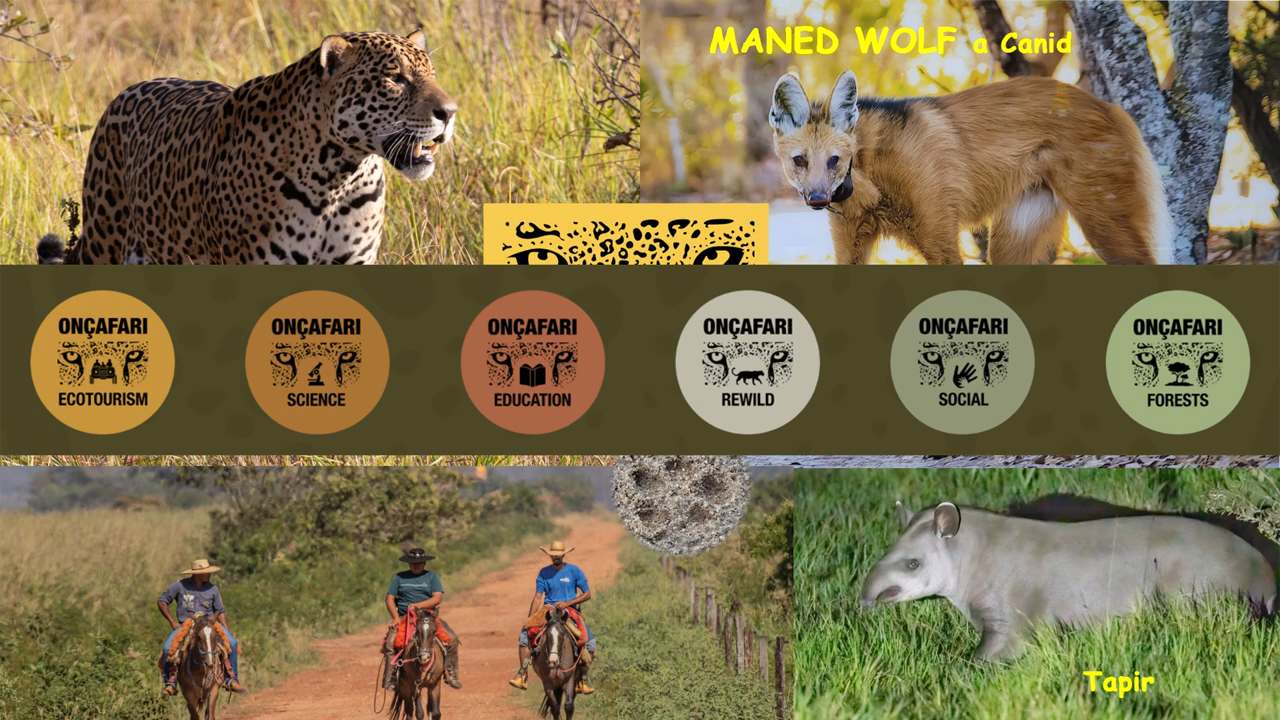 MANED WOLF a Canid
ONÇAFARI
ECOTOURISM
ONÇAFARI
SCIENCE
ONÇAFARI
EDUCATION
ONÇAFARI
REWILD
ONÇAFARI
SOCIAL
ONÇAFARI
FORESTS
Tapir